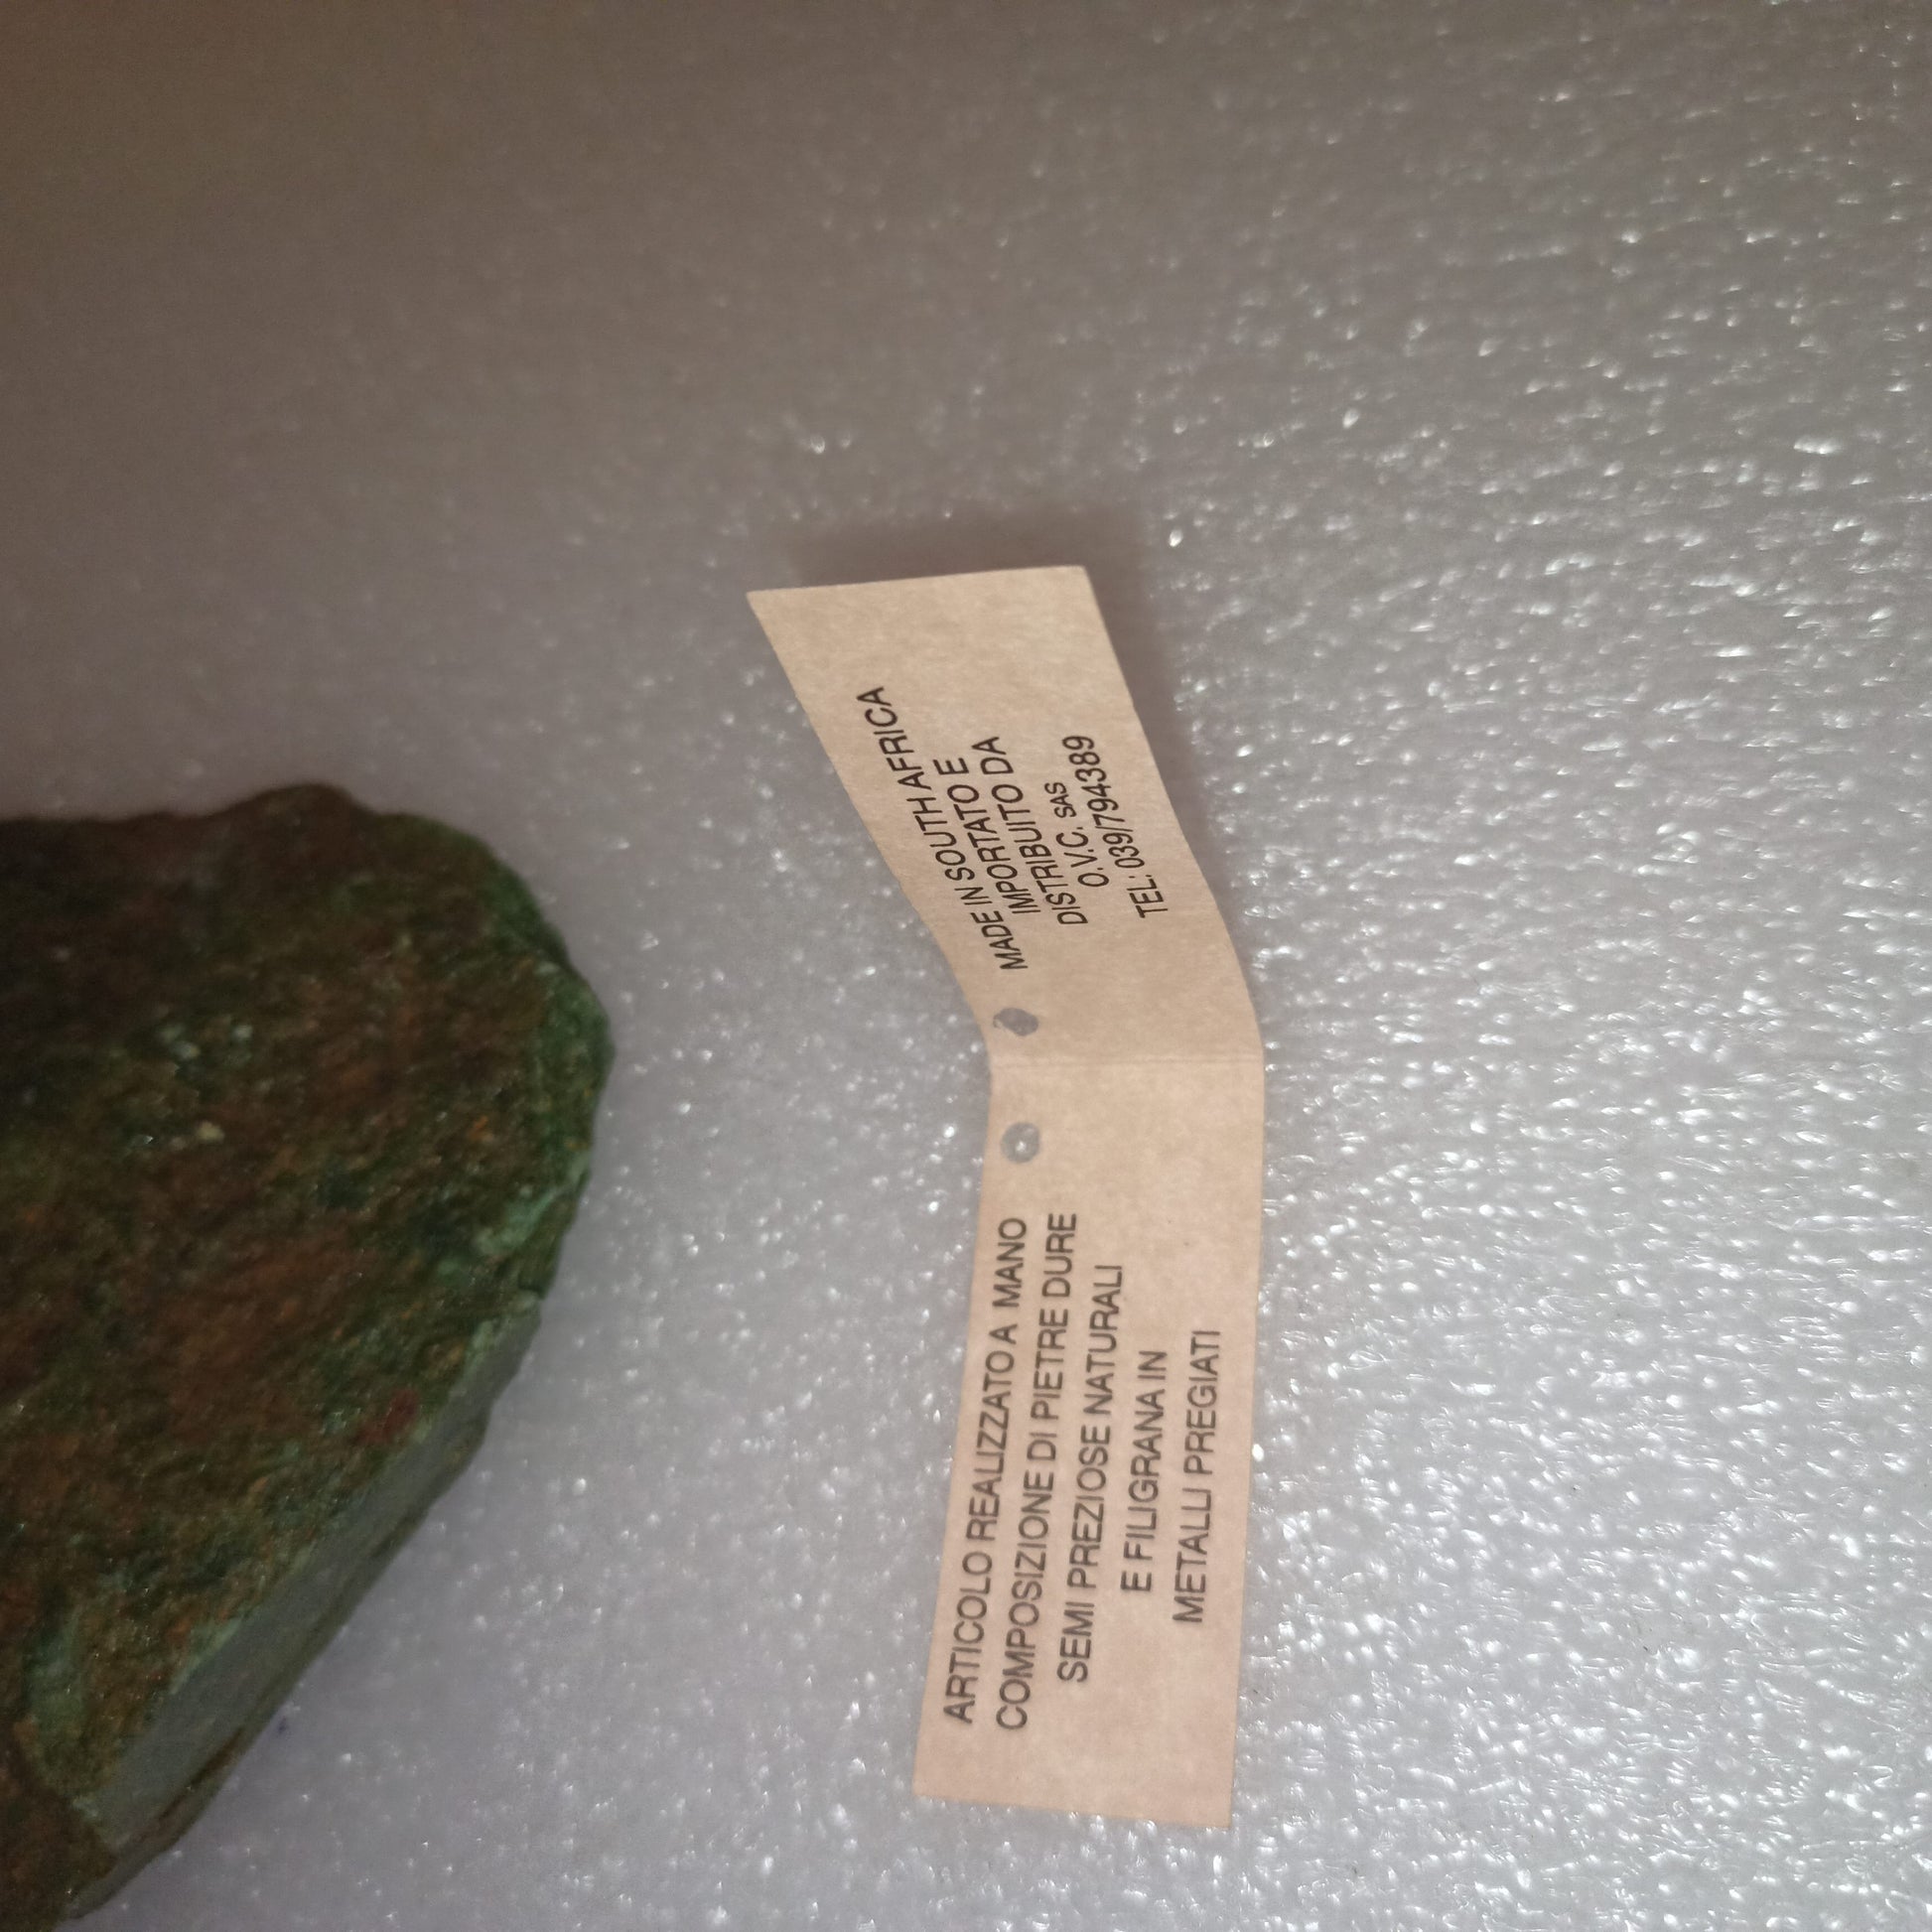 MADE IN SOUTH AFRICA
IMPORTATO E
DISTRIBUITO DA
O.V.C. SAS
TEL: 039/794389
ARTICOLO REALIZZATO A MANO
COMPOSIZIONE DI PIETRE DURE
SEMI PREZIOSE NATURALI
E FILIGRANA IN
METALLI PREGIATI